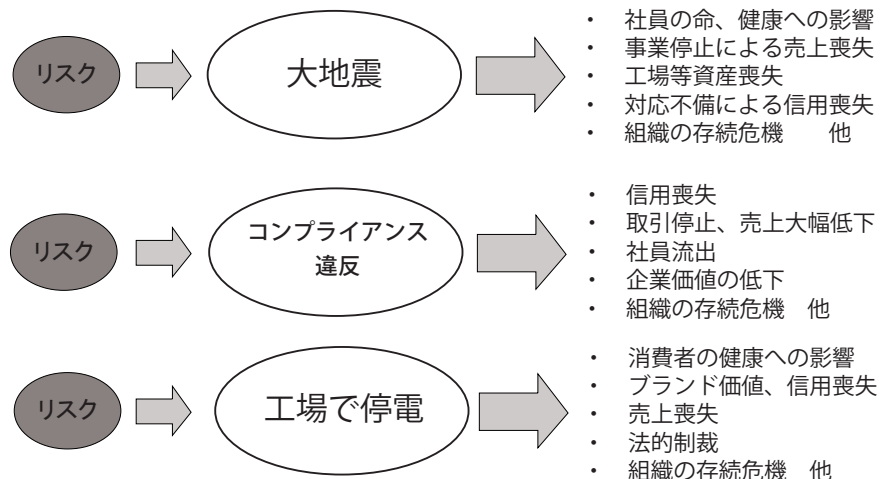 リスク
大地震
・ 社員の命、健康への影響
・ 事業停止による売上喪失
・ 工場等資産喪失
・ 対応不備による信用喪失
・ 組織の存続危機　　他
リスク
コンプライアンス
違反
・ 信用喪失
・ 取引停止、売上大幅低下
・ 社員流出
・ 企業価値の低下
・ 組織の存続危機　他
リスク
工場で停電
・ 消費者の健康への影響
・ ブランド価値、信用喪失
・ 売上喪失
・ 法的制裁
・ 組織の存続危機　他